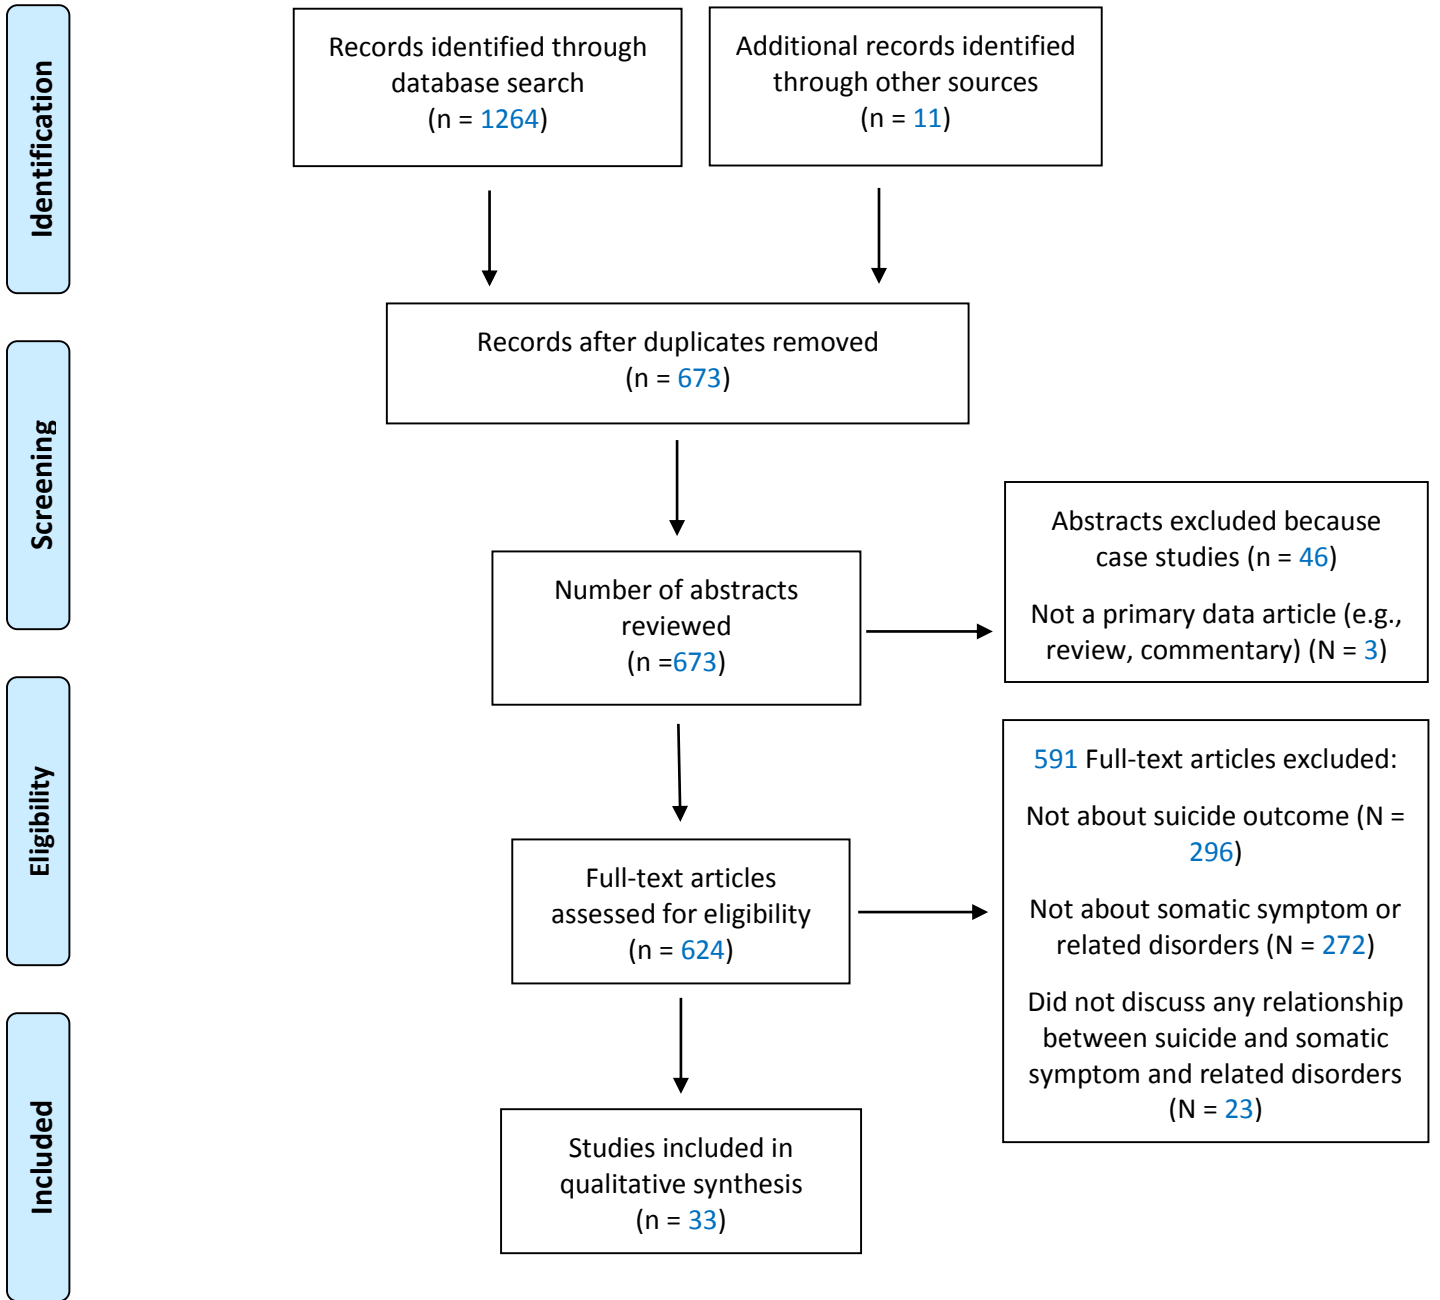 Identification
Records identified through
database search
(n = 1264)
Additional records identified
through other sources
(n = 11)
Screening
Records after duplicates removed
(n = 673)
Number of abstracts
reviewed
(n =673)
Abstracts excluded because
case studies (n = 46)
Not a primary data article (e.g.,
review, commentary) (N = 3)
Eligibility
Full-text articles
assessed for eligibility
(n = 624)
591 Full-text articles excluded:
Not about suicide outcome (N =
296)
Not about somatic symptom or
related disorders (N = 272)
Did not discuss any relationship
between suicide and somatic
symptom and related disorders
(N = 23)
Included
Studies included in
qualitative synthesis
(n = 33)